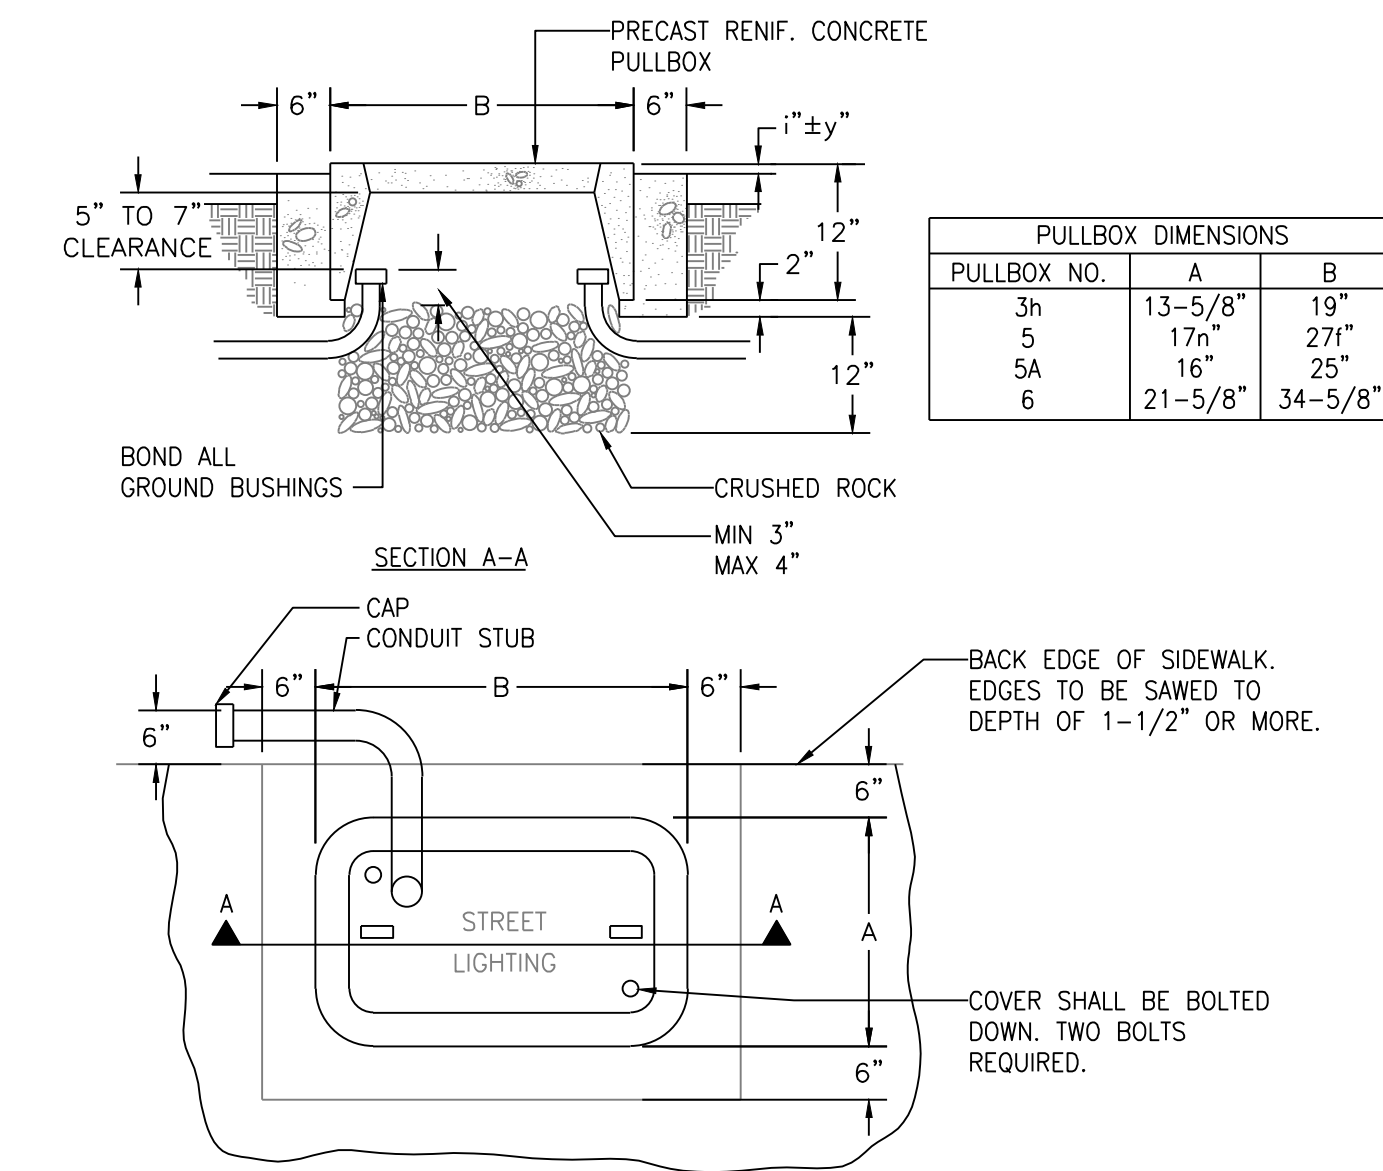 PRECAST RENIF. CONCRETE
PULLBOX
6”
B
6”
i”±y”
5” TO 7”
CLEARANCE
12”
2”
12”
PULLBOX DIMENSIONS
PULLBOX NO. A B
3h 13-5/8” 19”
5 17n” 27f”
5A 16” 25”
6 21-5/8” 34-5/8”
BOND ALL
GROUND BUSHINGS
CRUSHED ROCK
MIN 3”
MAX 4”
SECTION A-A
CAP
CONDUIT STUB
6”
B
6”
6”
BACK EDGE OF SIDEWALK.
EDGES TO BE SAWED TO
DEPTH OF 1-1/2” OR MORE.
6”
A
A
A
STREET
LIGHTING
COVER SHALL BE BOLTED
DOWN. TWO BOLTS
REQUIRED.
6”